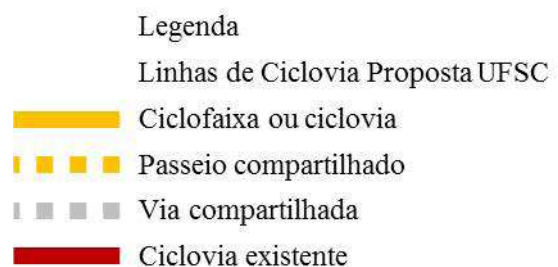 Legenda
Linhas de Ciclovia Proposta UFSC
Ciclofaixa ou ciclovia
Passeio compartilhado
Via compartilhada
Ciclovia existente